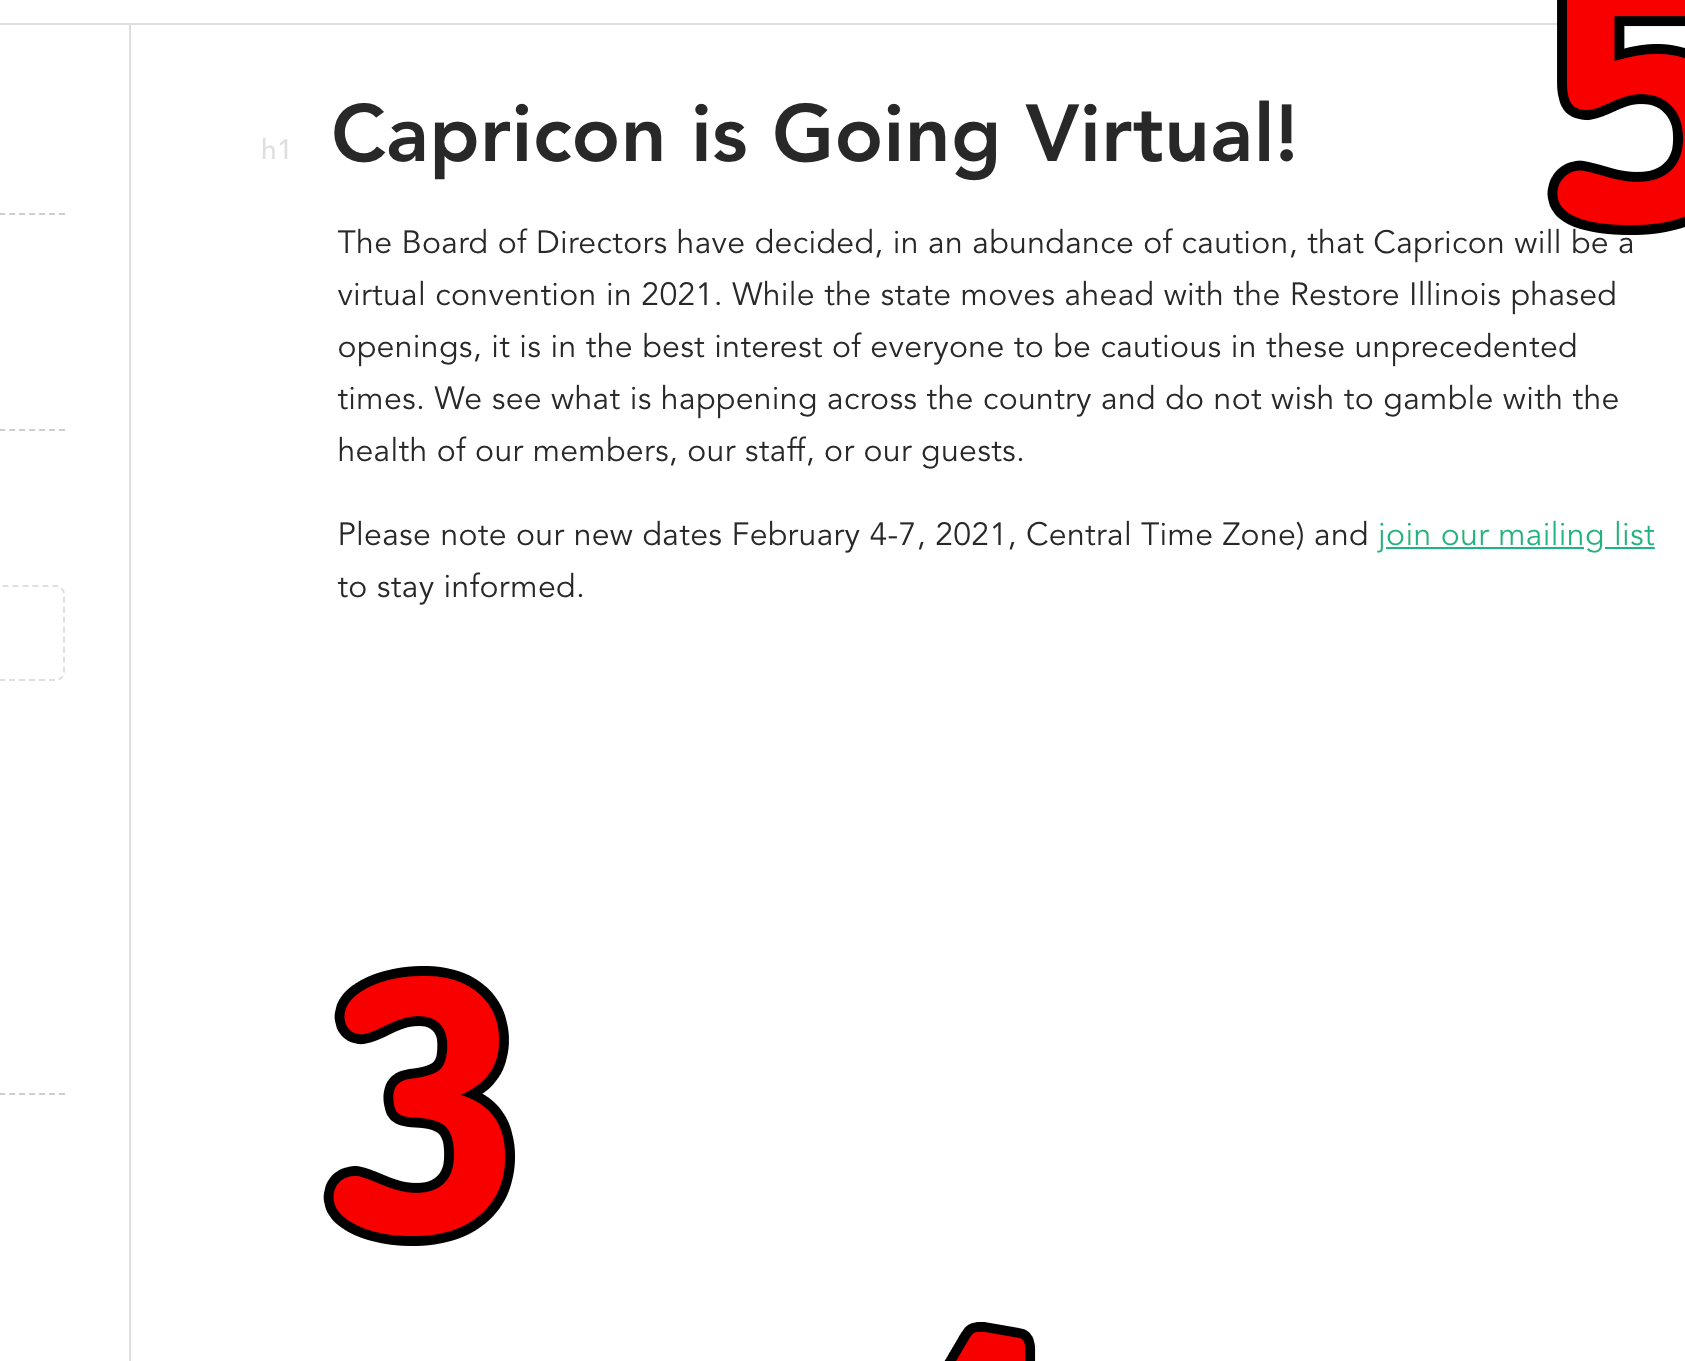 5
h1 Capricon is Going Virtual!
The Board of Directors have decided, in an abundance of caution, that Capricon will be a
virtual convention in 2021. While the state moves ahead with the Restore Illinois phased
openings, it is in the best interest of everyone to be cautious in these unprecedented
times. We see what is happening across the country and do not wish to gamble with the
health of our members, our staff, or our guests.
Please note our new dates February 4-7, 2021, Central Time Zone) and join our mailing list
to stay informed.
3